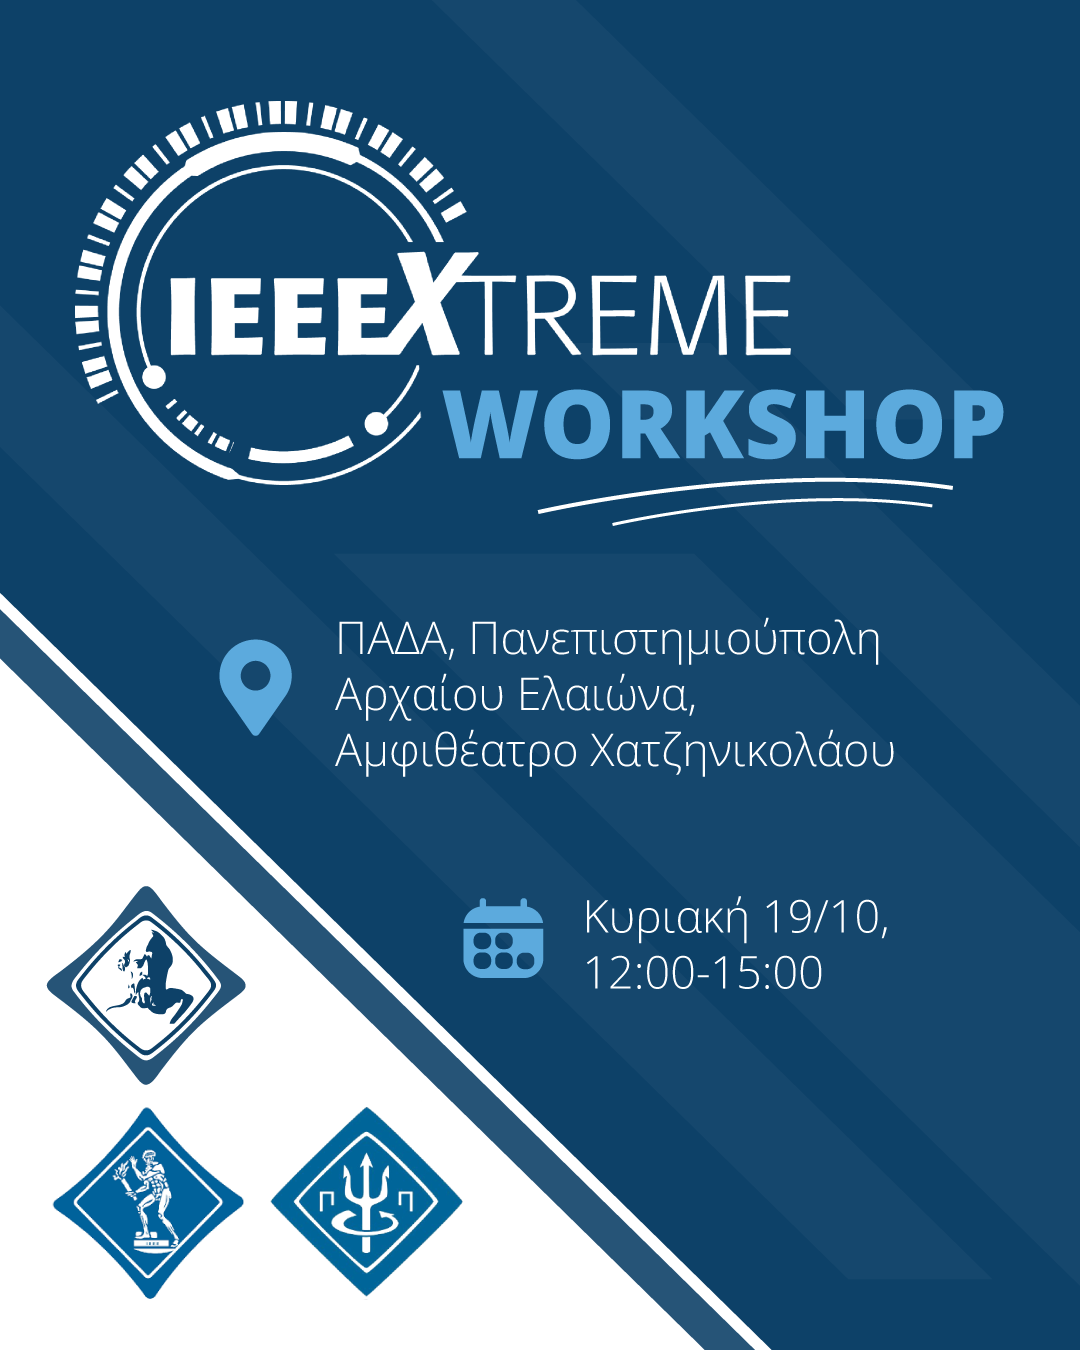 IEEEXTREME
WORKSHOP
ΠΑΔΑ, Πανεπιστημιούπολη
Αρχαίου Ελαιώνα,
Αμφιθέατρο Χατζηνικολάου
Κυριακή 19/10,
12:00-15:00
Π Π